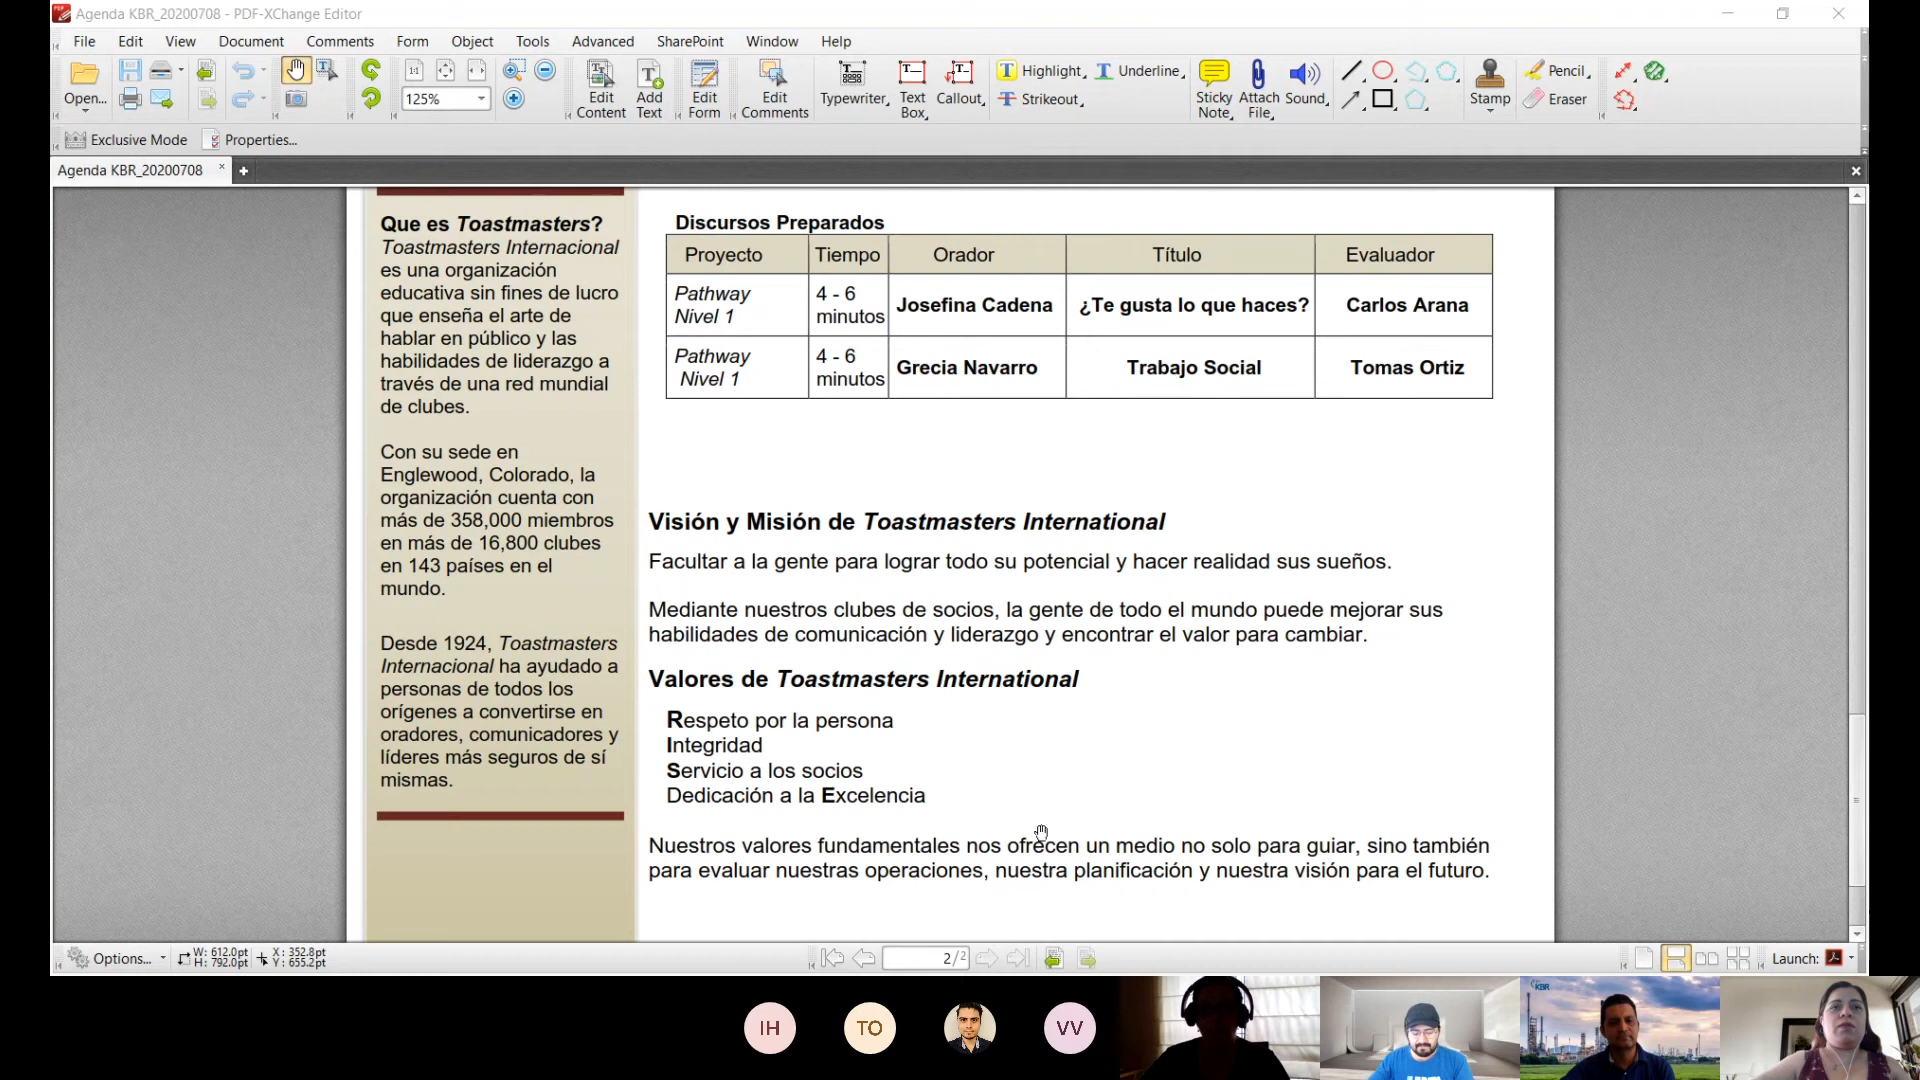 Agenda KBR_20200708 - PDF-XChange Editor
File Edit View Document Comments Form Object Tools Advanced SharePoint Window Help
Open...
125%
Edit Content
Add Text
Edit Form
Edit Comments
Typewriter
Text Box
Callout
Highlight
Underline
Strikeout
Sticky Note
Attach File
Sound
Stamp
Pencil
Eraser
Exclusive Mode Properties...
Agenda KBR_20200708
Que es Toastmasters?
Toastmasters Internacional
es una organización
educativa sin fines de lucro
que enseña el arte de
hablar en público y las
habilidades de liderazgo a
través de una red mundial
de clubes.
Con su sede en
Englewood, Colorado, la
organización cuenta con
más de 358,000 miembros
en más de 16,800 clubes
en 143 países en el
mundo.
Desde 1924, Toastmasters
Internacional ha ayudado a
personas de todos los
orígenes a convertirse en
oradores, comunicadores y
líderes más seguros de sí
mismas.
Discursos Preparados
Proyecto Tiempo Orador Título Evaluador
Pathway Nivel 1 4 - 6 minutos Josefina Cadena ¿Te gusta lo que haces? Carlos Arana
Pathway Nivel 1 4 - 6 minutos Grecia Navarro Trabajo Social Tomas Ortiz
Visión y Misión de Toastmasters International
Facultar a la gente para lograr todo su potencial y hacer realidad sus sueños.
Mediante nuestros clubes de socios, la gente de todo el mundo puede mejorar sus
habilidades de comunicación y liderazgo y encontrar el valor para cambiar.
Valores de Toastmasters International
Respeto por la persona
Integridad
Servicio a los socios
Dedicación a la Excelencia
Nuestros valores fundamentales nos ofrecen un medio no solo para guiar, sino también
para evaluar nuestras operaciones, nuestra planificación y nuestra visión para el futuro.
Options...
W: 612.0pt
H: 792.0pt
X: 352.8pt
Y: 655.2pt
2/2
Launch:
IH
TO
VV
KBR